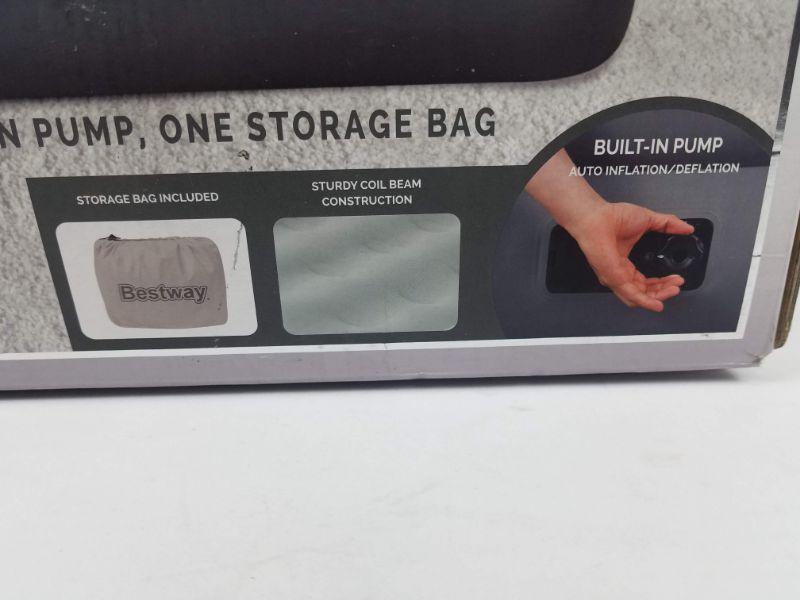 N PUMP, ONE STORAGE BAG
STORAGE BAG INCLUDED
Bestway
STURDY COIL BEAM
CONSTRUCTION
BUILT-IN PUMP
AUTO INFLATION/DEFLATION